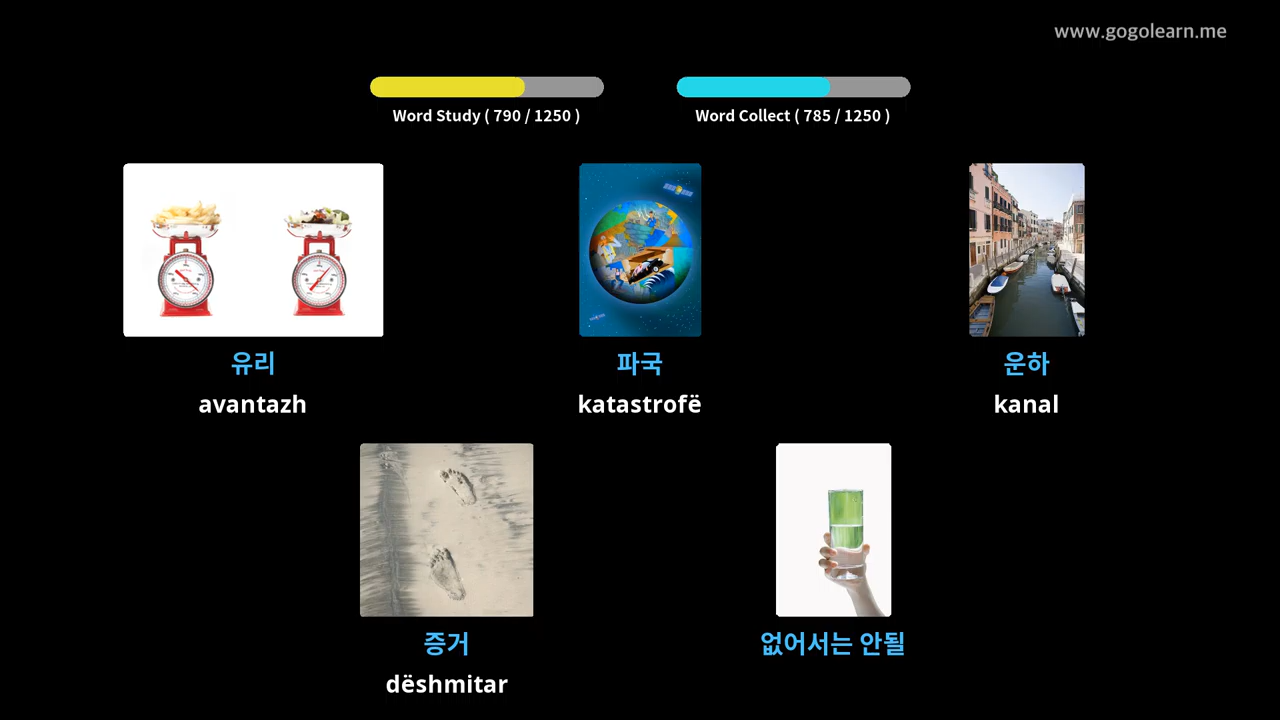 www.gogolearn.me
Word Study ( 790 / 1250 )
Word Collect ( 785 / 1250 )
유리
파국
운하
avantazh
katastrofë
kanal
증거
없어서는 안될
dëshmitar